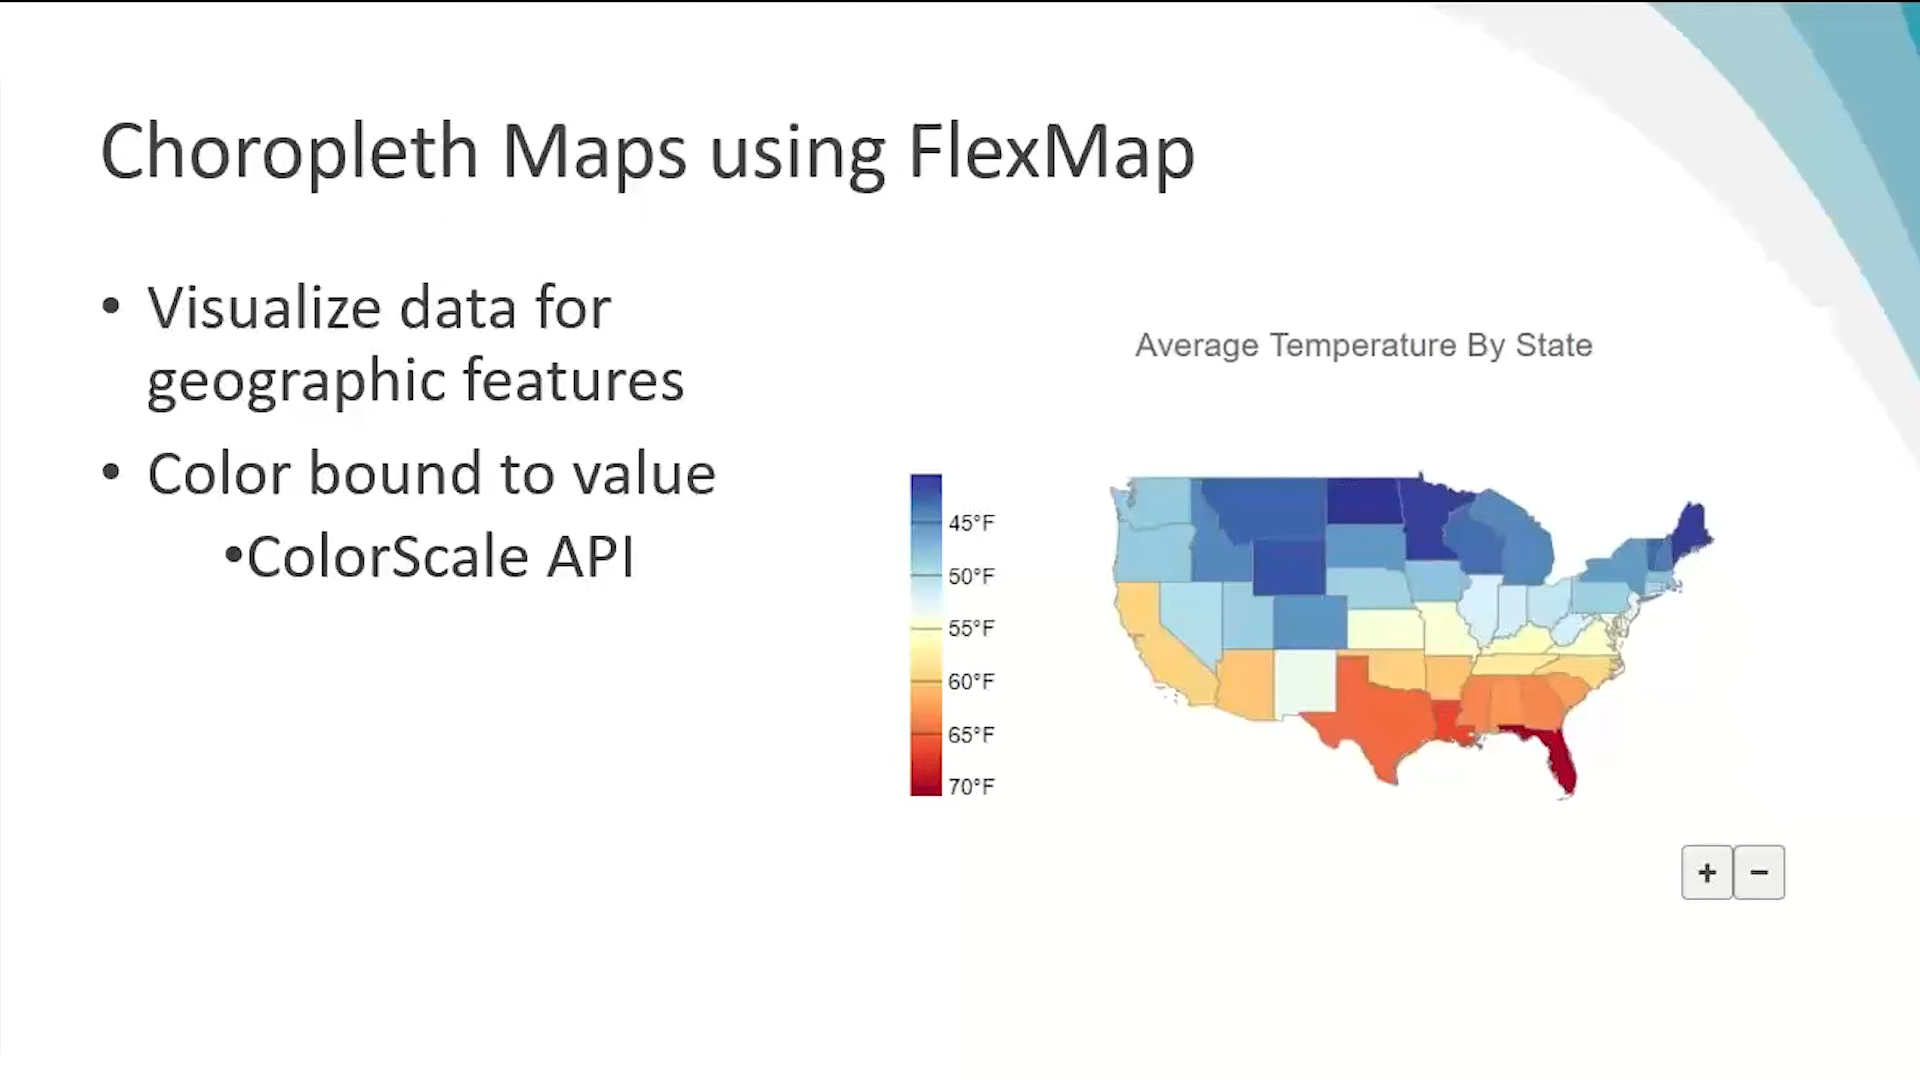 Choropleth Maps using FlexMap
• Visualize data for
geographic features
• Color bound to value
•ColorScale API
Average Temperature By State
45°F
50°F
55°F
60°F
65°F
70°F
+ −